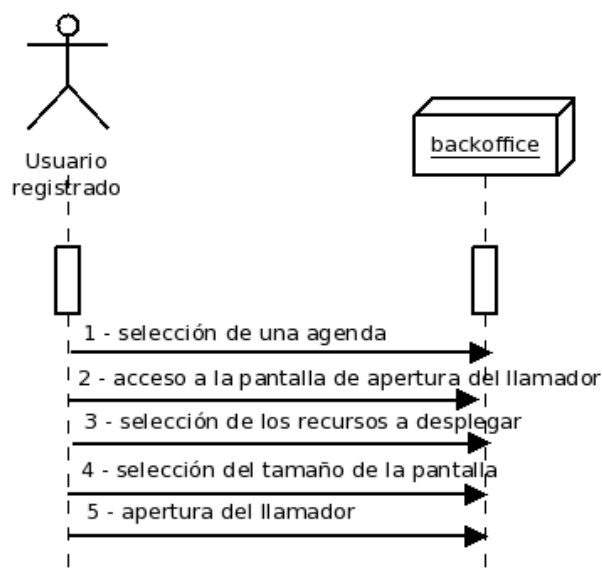 Usuario
registrado
backoffice
1 - selección de una agenda
2 - acceso a la pantalla de apertura del llamador
3 - selección de los recursos a desplegar
4 - selección del tamaño de la pantalla
5 - apertura del llamador